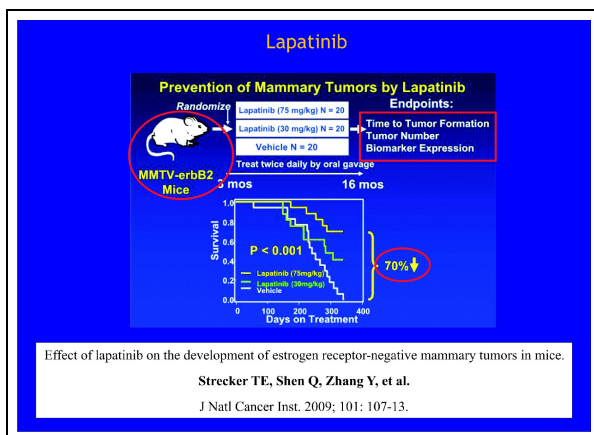 Lapatinib
Prevention of Mammary Tumors by Lapatinib
Randomize
Lapatinib (75 mg/kg) N = 20
Lapatinib (30 mg/kg) N = 20
Vehicle N = 20
Endpoints:
Time to Tumor Formation
Tumor Number
Biomarker Expression
Treat twice daily by oral gavage
MMTV-erbB2
Mice
3 mos
16 mos
Survival
1.0
0.8
0.6
0.4
0.2
0.0
P < 0.001
Lapatinib (75mg/kg)
Lapatinib (30mg/kg)
Vehicle
0 100 200 300 400
Days on Treatment
70%
Effect of lapatinib on the development of estrogen receptor-negative mammary tumors in mice.
Strecker TE, Shen Q, Zhang Y, et al.
J Natl Cancer Inst. 2009; 101: 107-13.